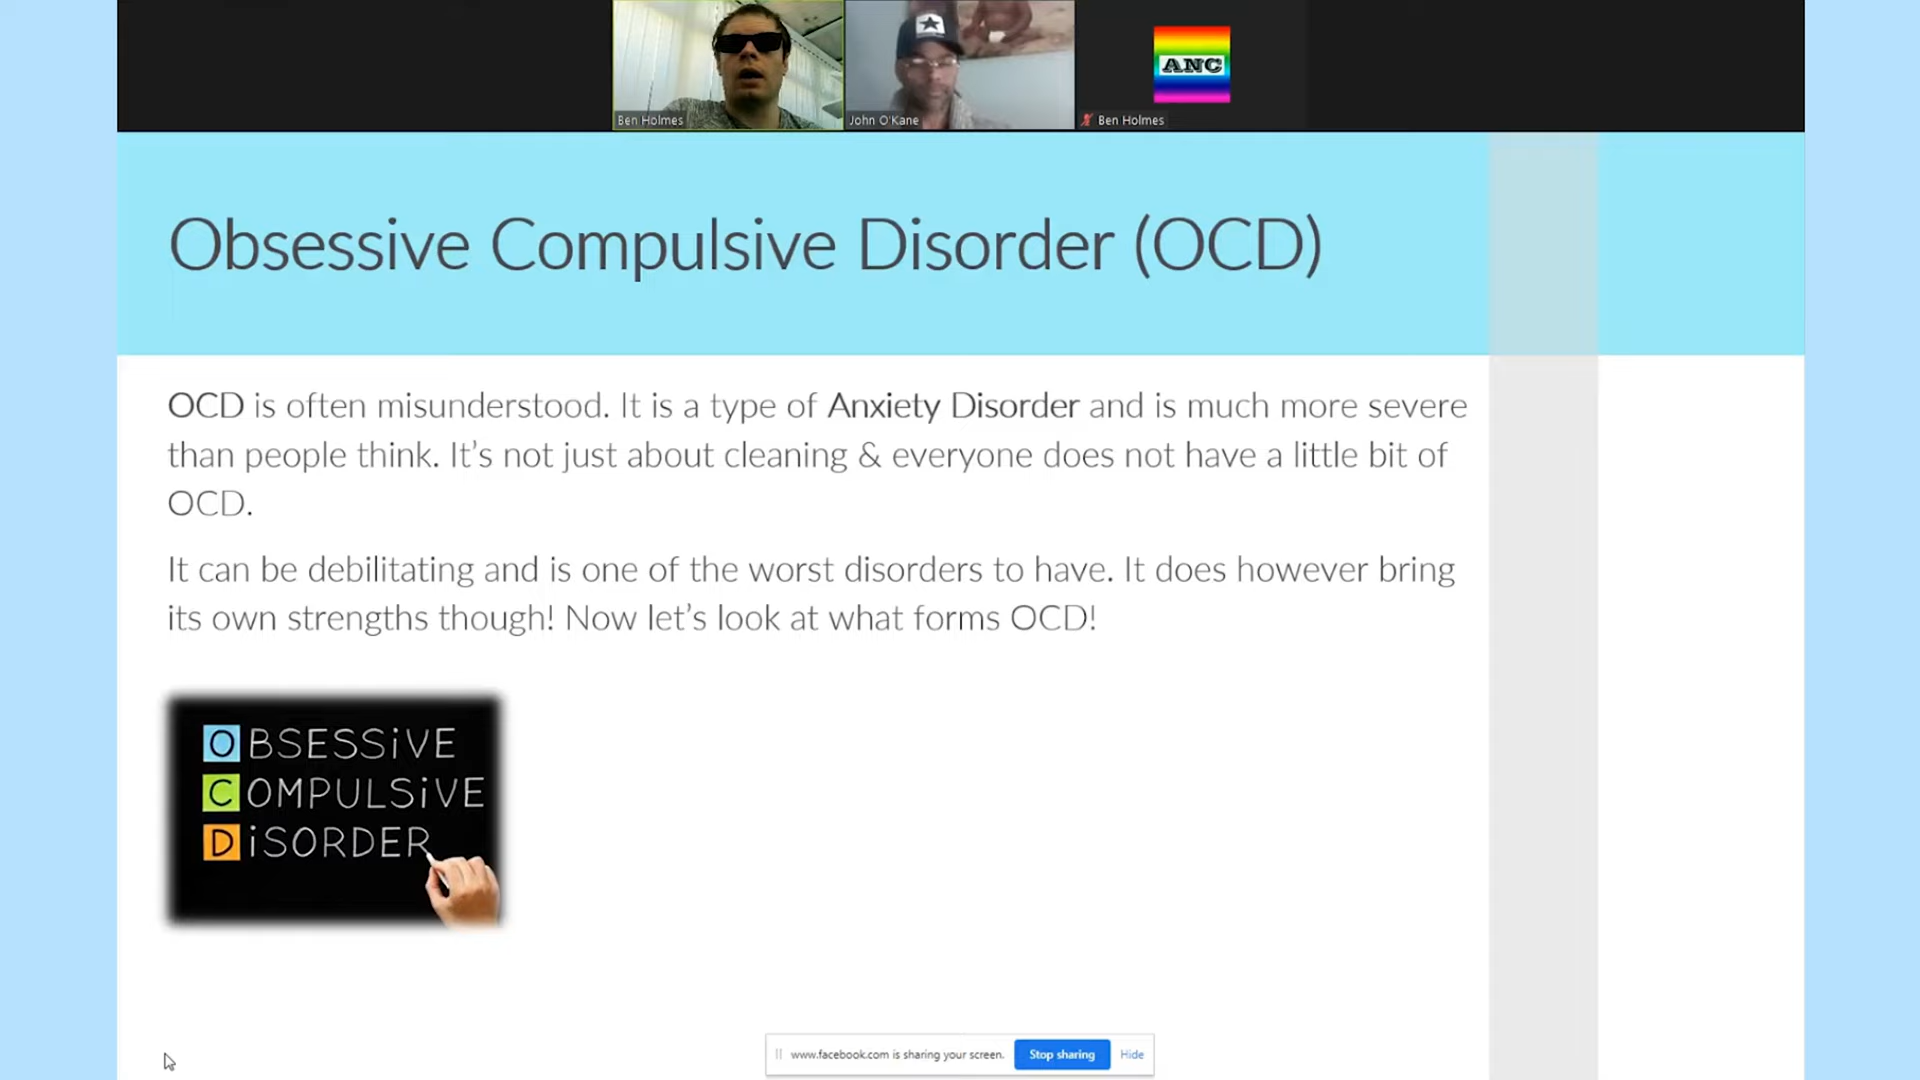 Ben Holmes
John O'Kane
ANC
Ben Holmes
Obsessive Compulsive Disorder (OCD)
OCD is often misunderstood. It is a type of Anxiety Disorder and is much more severe
than people think. It’s not just about cleaning & everyone does not have a little bit of
OCD.
It can be debilitating and is one of the worst disorders to have. It does however bring
its own strengths though! Now let’s look at what forms OCD!
OBSESSiVE
COMPULSiVE
DiSORDER
www.facebook.com is sharing your screen. Stop sharing Hide